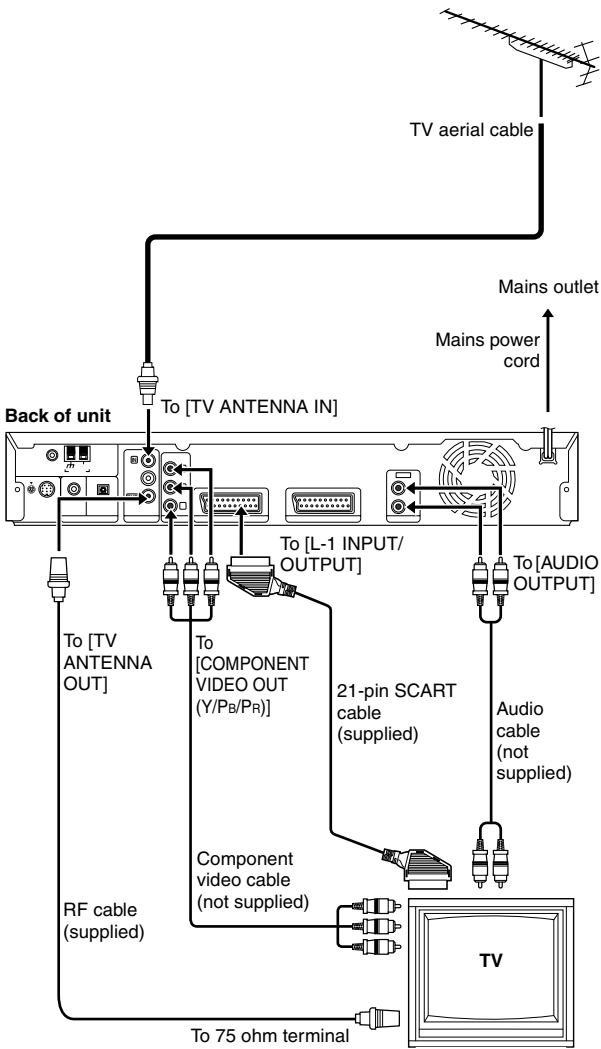 TV aerial cable
Mains outlet
Mains power
cord
Back of unit
To [TV ANTENNA IN]
To [L-1 INPUT/
OUTPUT]
To [AUDIO
OUTPUT]
To [TV
ANTENNA
OUT]
To
[COMPONENT
VIDEO OUT
(Y/PB/PR)]
21-pin SCART
cable
(supplied)
Audio
cable
(not
supplied)
Component
video cable
(not supplied)
RF cable
(supplied)
TV
To 75 ohm terminal